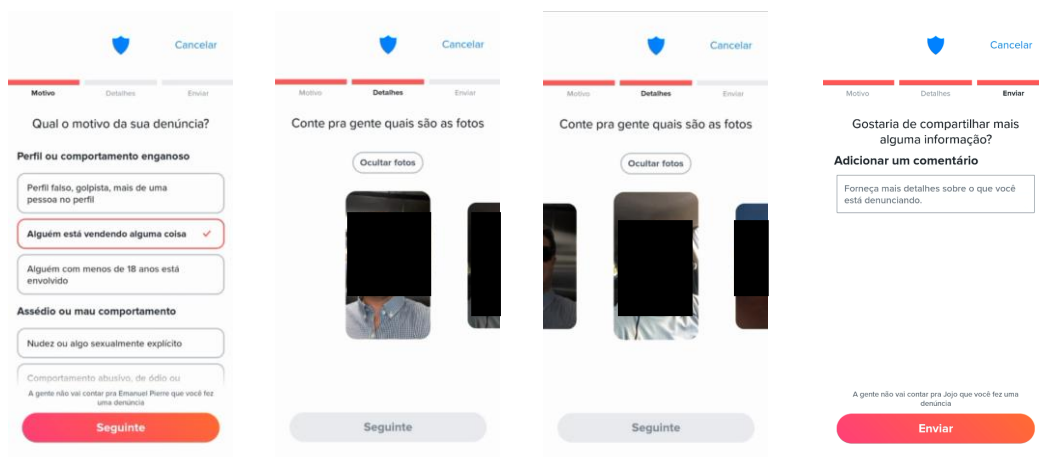 Cancelar
Motivo
Detalhes
Enviar
Qual o motivo da sua denúncia?
Perfil ou comportamento enganoso
Perfil falso, golpista, mais de uma
pessoa no perfil
Alguém está vendendo alguma coisa
Alguém com menos de 18 anos está
envolvido
Assédio ou mau comportamento
Nudez ou algo sexualmente explícito
Comportamento abusivo, de ódio ou
A gente não vai contar pra Emanuel Pierre que você fez
uma denúncia
Seguinte
Cancelar
Motivo
Detalhes
Enviar
Conte pra gente quais são as fotos
Ocultar fotos
Seguinte
Cancelar
Motivo
Detalhes
Enviar
Conte pra gente quais são as fotos
Ocultar fotos
Seguinte
Cancelar
Motivo
Detalhes
Enviar
Gostaria de compartilhar mais
alguma informação?
Adicionar um comentário
Forneça mais detalhes sobre o que você
está denunciando.
A gente não vai contar pra Jojo que você fez uma
denúncia
Enviar